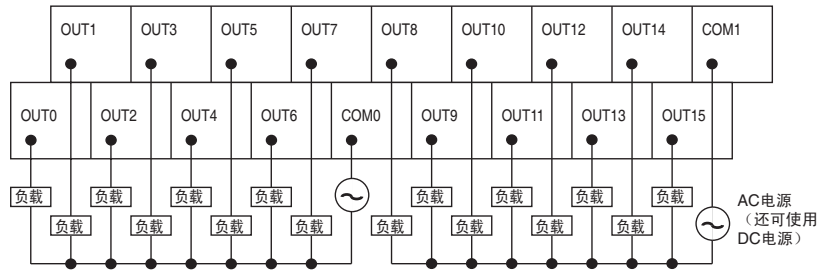 OUT1 OUT3 OUT5 OUT7 OUT8 OUT10 OUT12 OUT14 COM1
OUT0 OUT2 OUT4 OUT6 COM0 OUT9 OUT11 OUT13 OUT15
负载 负载 负载 负载 负载 负载 负载 负载
负载 负载 负载 负载 负载 负载 负载 负载
AC电源
（还可使用
DC电源）